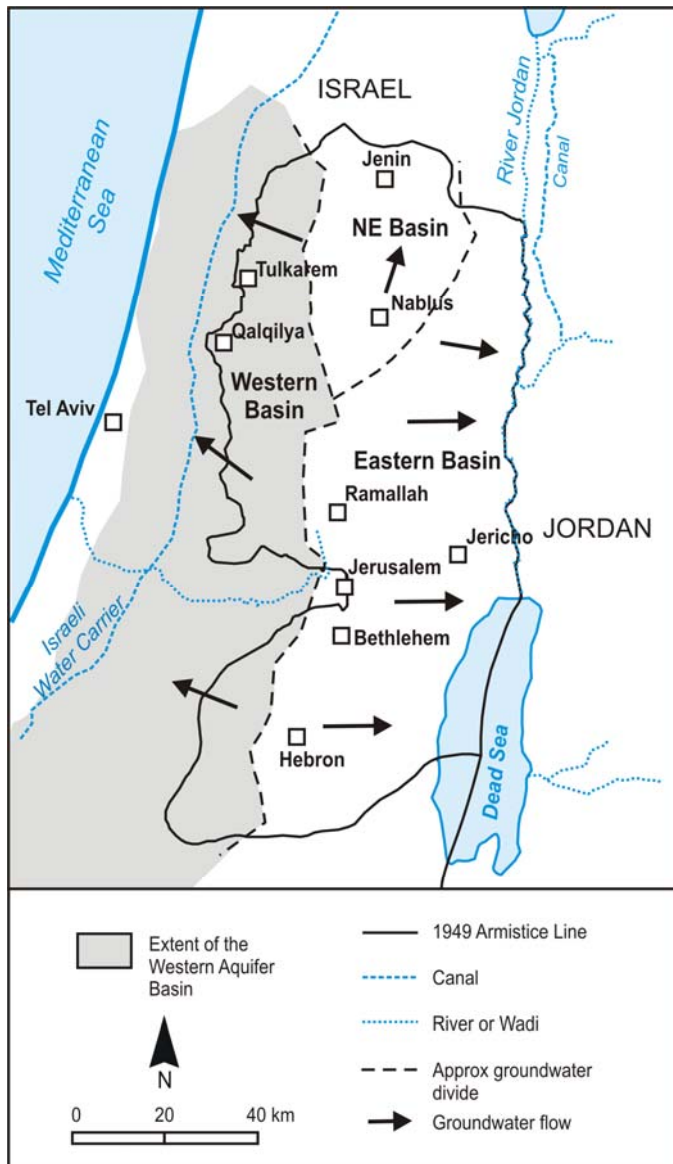 ISRAEL
Mediterranean
Sea
River Jordan
Canal
Jenin
NE Basin
Tulkarem
Nablus
Qalqilya
Western
Basin
Tel Aviv
Eastern Basin
Ramallah
JORDAN
Jericho
Jerusalem
Israeli
Water Carrier
Bethlehem
Hebron
Dead Sea
Extent of the
Western Aquifer
Basin
N
0 20 40 km
1949 Armistice Line
Canal
River or Wadi
Approx groundwater
divide
Groundwater flow